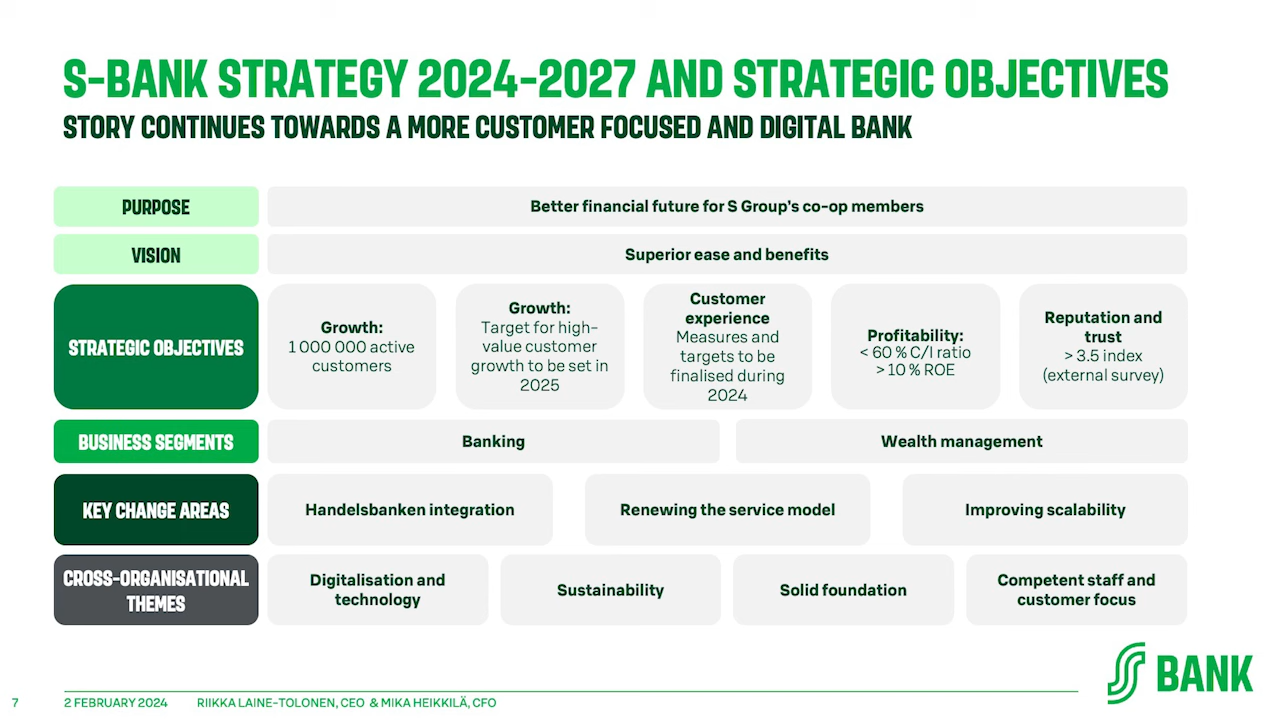 S-BANK STRATEGY 2024-2027 AND STRATEGIC OBJECTIVES
STORY CONTINUES TOWARDS A MORE CUSTOMER FOCUSED AND DIGITAL BANK
PURPOSE
Better financial future for S Group's co-op members
VISION
Superior ease and benefits
STRATEGIC OBJECTIVES
Growth:
1 000 000 active
customers
Growth:
Target for high-
value customer
growth to be set in
2025
Customer
experience
Measures and
targets to be
finalised during
2024
Profitability:
< 60 % C/I ratio
> 10 % ROE
Reputation and
trust
> 3.5 index
(external survey)
BUSINESS SEGMENTS
Banking
Wealth management
KEY CHANGE AREAS
Handelsbanken integration
Renewing the service model
Improving scalability
CROSS-ORGANISATIONAL
THEMES
Digitalisation and
technology
Sustainability
Solid foundation
Competent staff and
customer focus
S BANK
7
2 FEBRUARY 2024
RIIKKA LAINE-TOLONEN, CEO & MIKA HEIKKILÄ, CFO